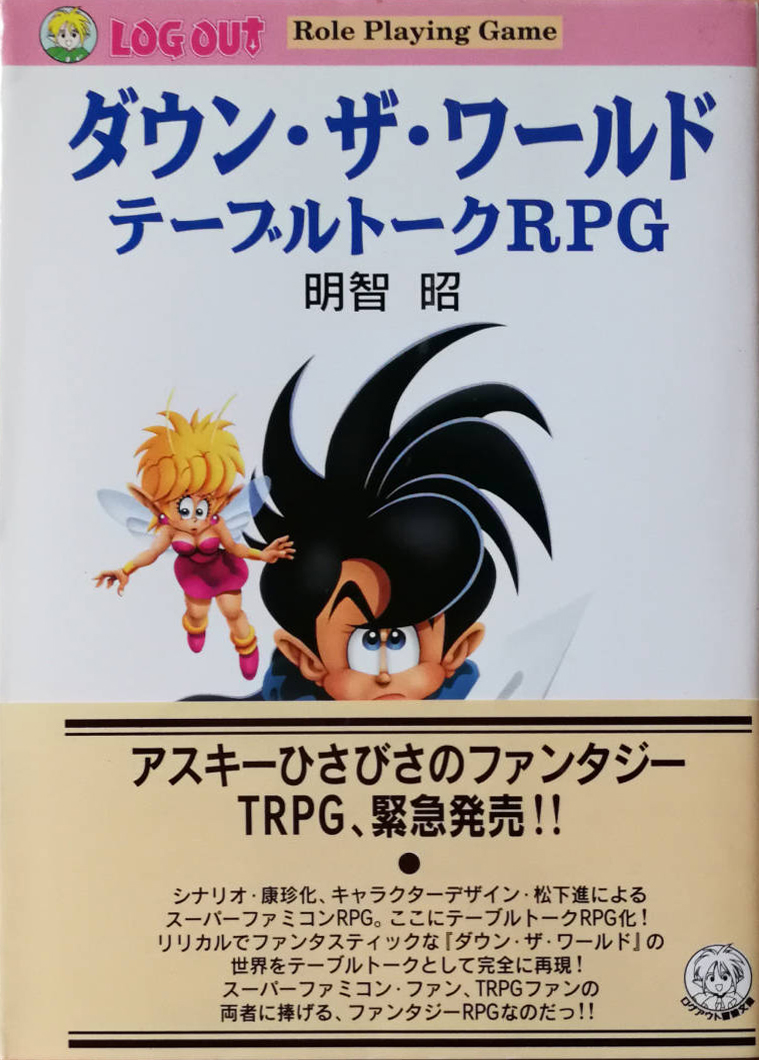 LOG OUT
Role Playing Game
ダウン・ザ・ワールド
テーブルトークRPG
明智 昭
アスキーひさびさのファンタジー
TRPG、緊急発売!!
●
シナリオ・康珍化、キャラクターデザイン・松下進による
スーパーファミコンRPG。ここにテーブルトークRPG化!
リリカルでファンタスティックな『ダウン・ザ・ワールド』の
世界をテーブルトークとして完全に再現!
スーパーファミコン・ファン、TRPGファンの
両者に捧げる、ファンタジーRPGなのだっ!!
ログアウト冒険文庫